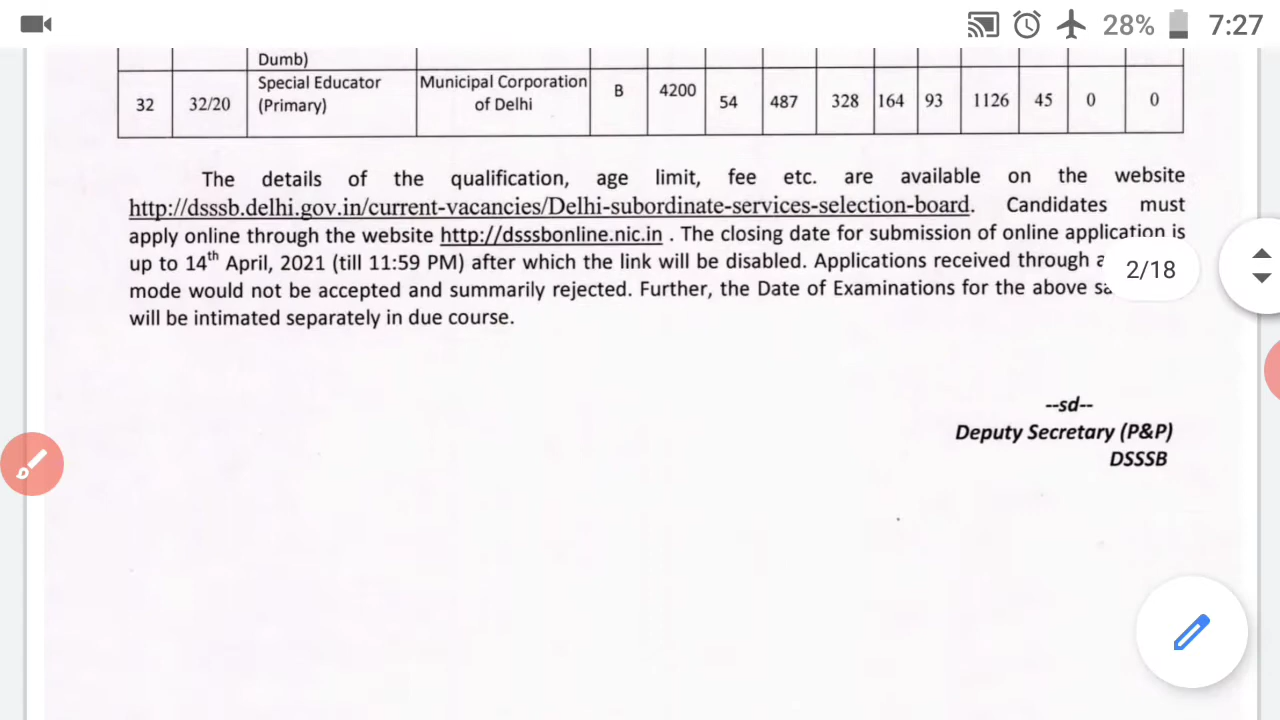 28% 7:27
Dumb)
32 32/20 Special Educator (Primary) Municipal Corporation of Delhi B 4200 54 487 328 164 93 1126 45 0 0
The details of the qualification, age limit, fee etc. are available on the website
http://dsssb.delhi.gov.in/current-vacancies/Delhi-subordinate-services-selection-board. Candidates must
apply online through the website http://dsssbonline.nic.in . The closing date for submission of online application is
up to 14th April, 2021 (till 11:59 PM) after which the link will be disabled. Applications received through
2/18
mode would not be accepted and summarily rejected. Further, the Date of Examinations for the above
will be intimated separately in due course.
--sd--
Deputy Secretary (P&P)
DSSSB